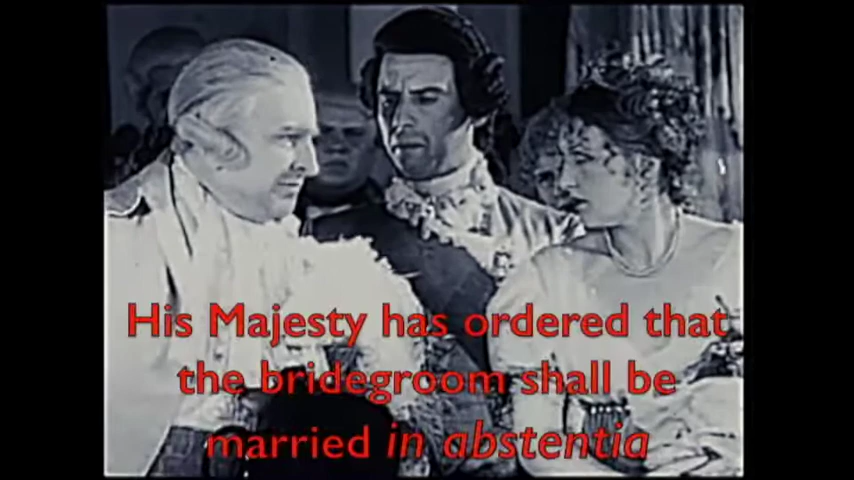 His Majesty has ordered that
the bridegroom shall be
married in abstentia